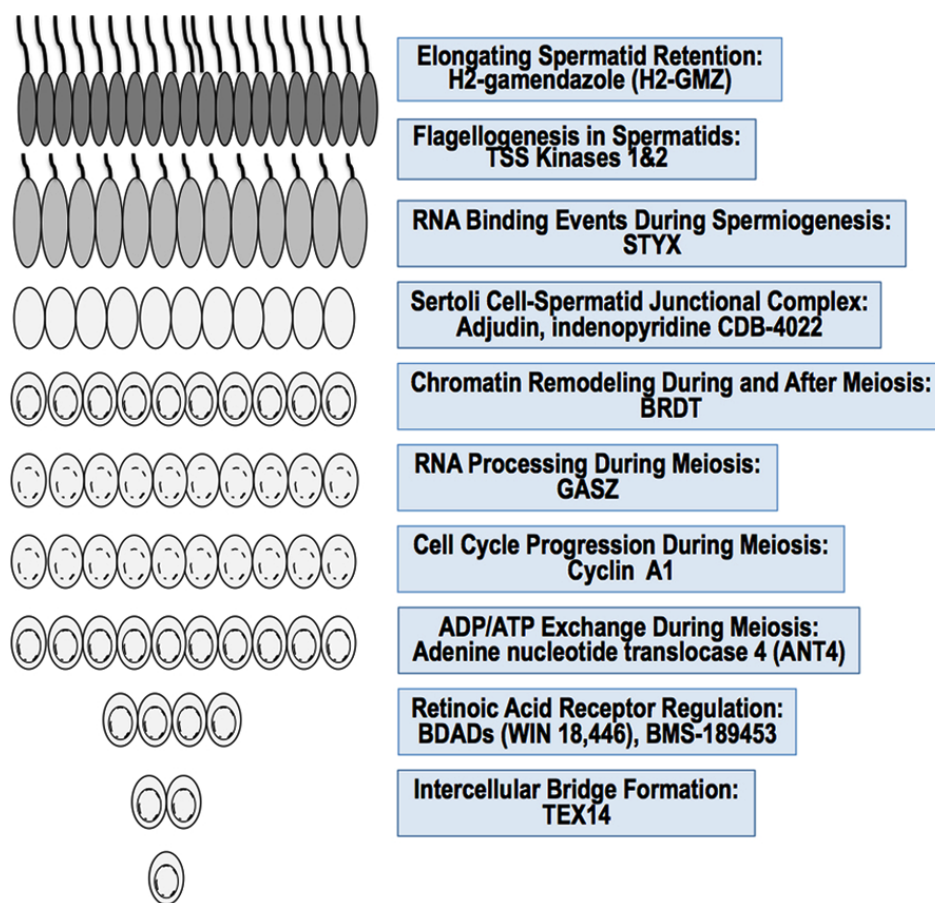 Elongating Spermatid Retention:
H2-gamendazole (H2-GMZ)
Flagellogenesis in Spermatids:
TSS Kinases 1&2
RNA Binding Events During Spermiogenesis:
STYX
Sertoli Cell-Spermatid Junctional Complex:
Adjudin, indenopyridine CDB-4022
Chromatin Remodeling During and After Meiosis:
BRDT
RNA Processing During Meiosis:
GASZ
Cell Cycle Progression During Meiosis:
Cyclin A1
ADP/ATP Exchange During Meiosis:
Adenine nucleotide translocase 4 (ANT4)
Retinoic Acid Receptor Regulation:
BDADs (WIN 18,446), BMS-189453
Intercellular Bridge Formation:
TEX14